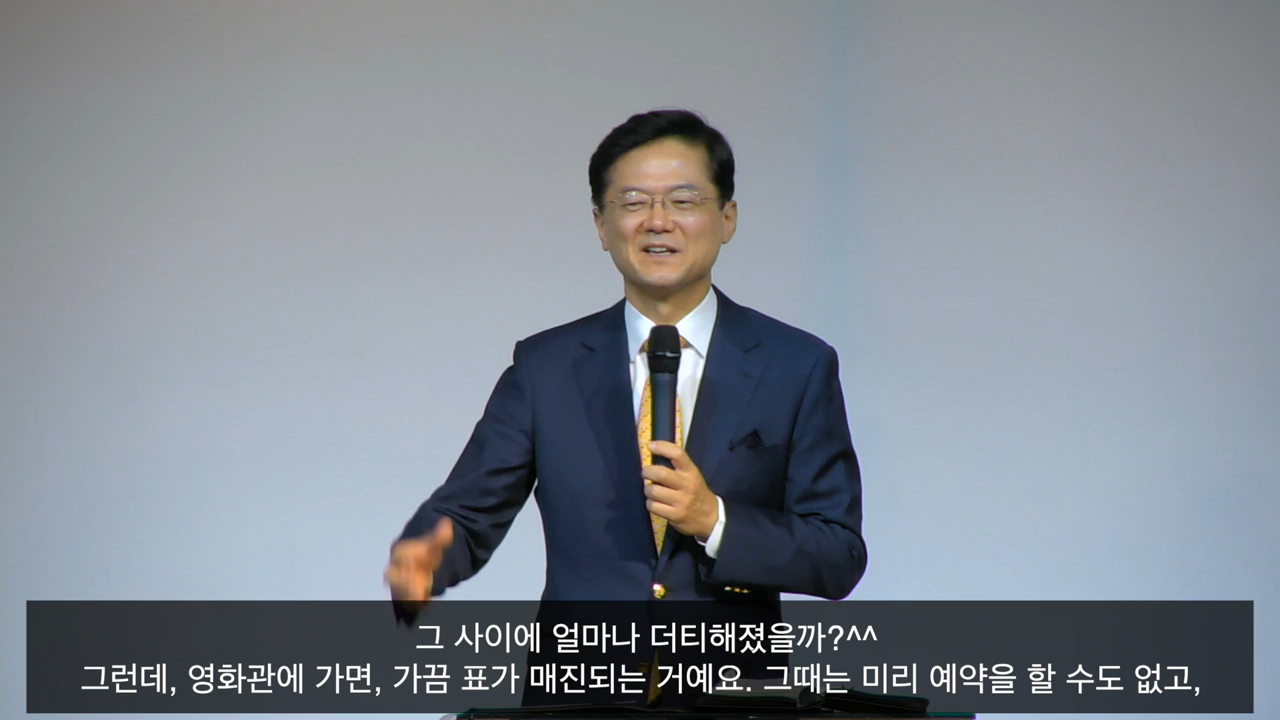 그 사이에 얼마나 더티해졌을까?^^
그런데, 영화관에 가면, 가끔 표가 매진되는 거예요. 그때는 미리 예약을 할 수도 없고,